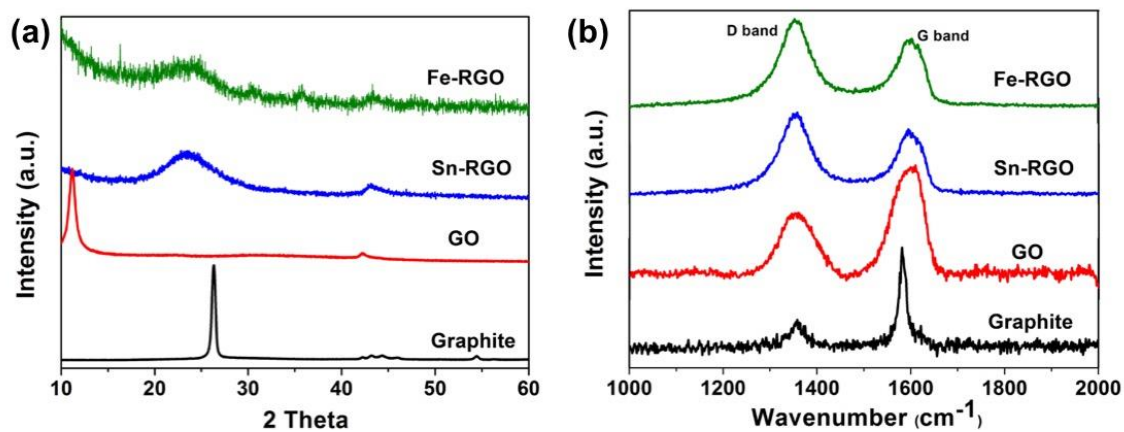 (a)
Intensity (a.u.)
Fe-RGO
Sn-RGO
GO
Graphite
10 20 30 40 50 60
2 Theta
(b)
Intensity (a.u.)
D band
G band
Fe-RGO
Sn-RGO
GO
Graphite
1000 1200 1400 1600 1800 2000
Wavenumber (cm⁻¹)